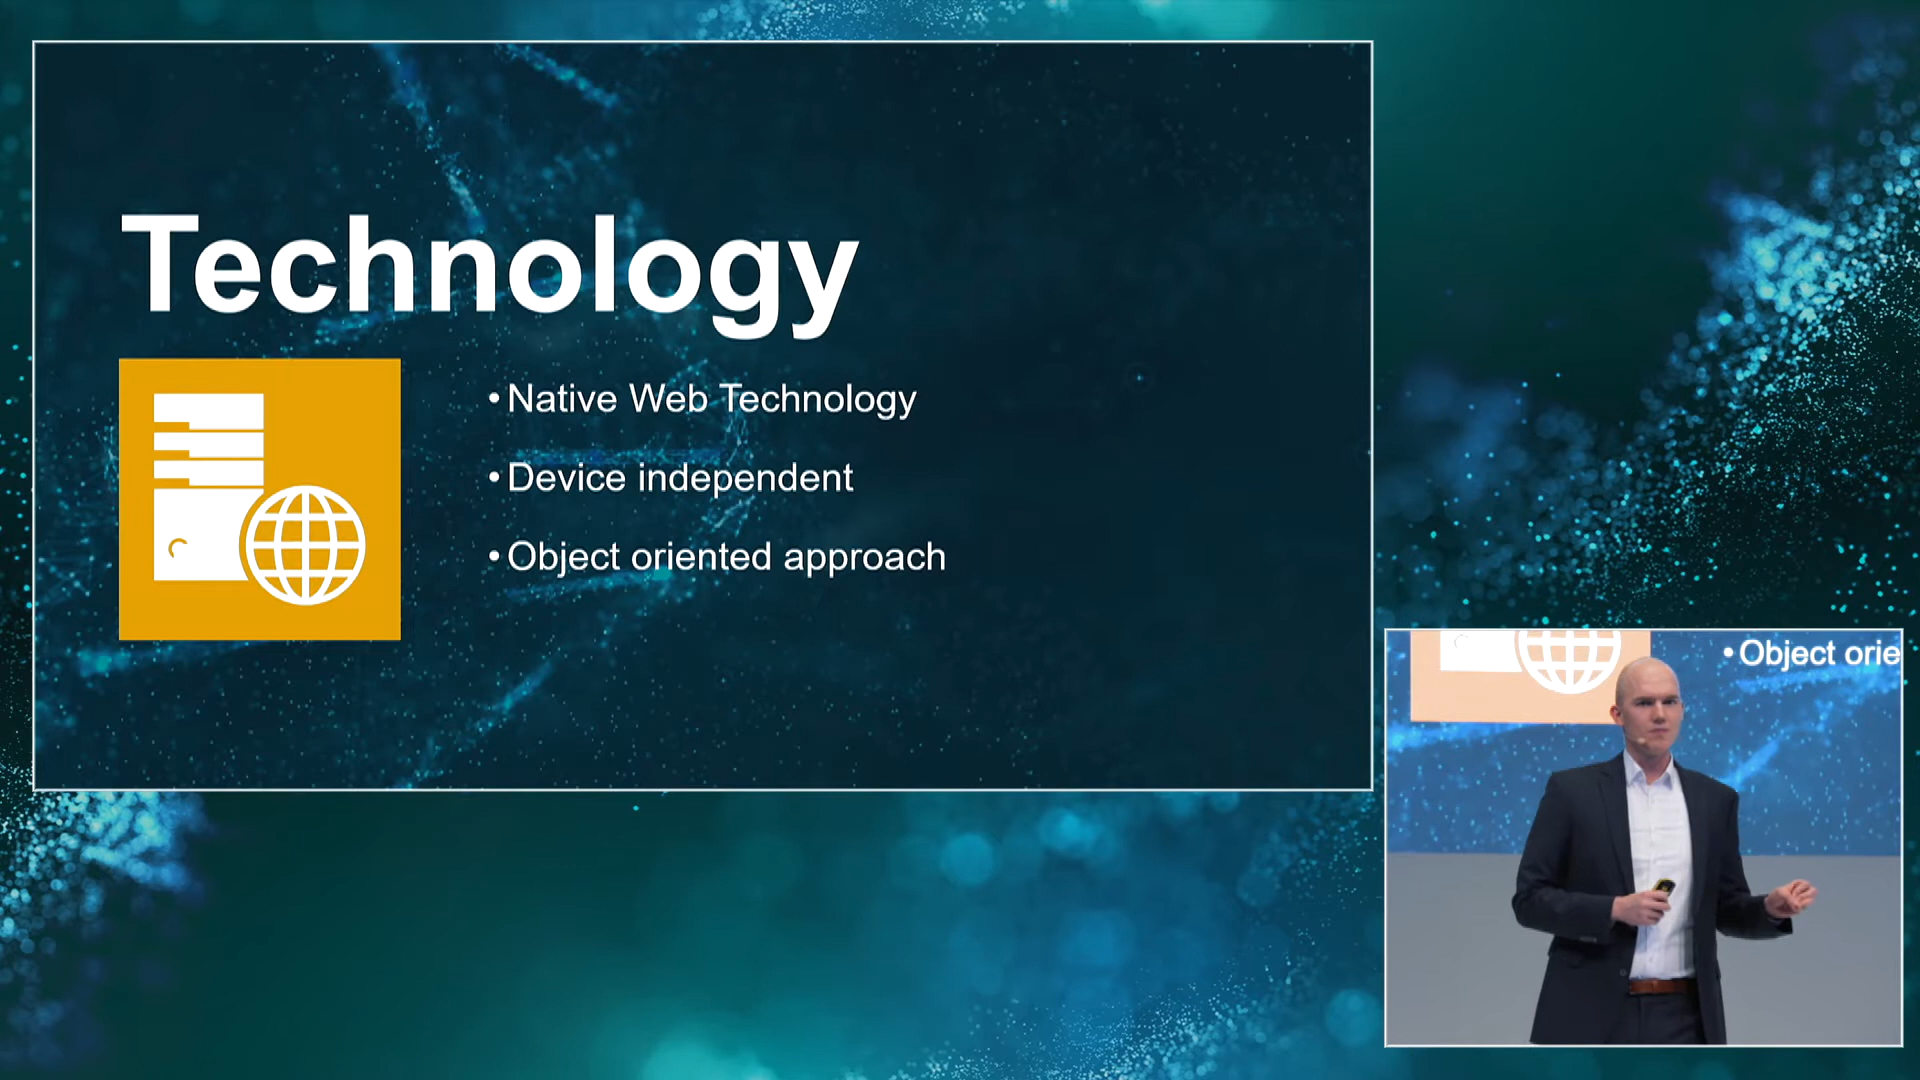 Technology
• Native Web Technology
• Device independent
• Object oriented approach
• Object orie